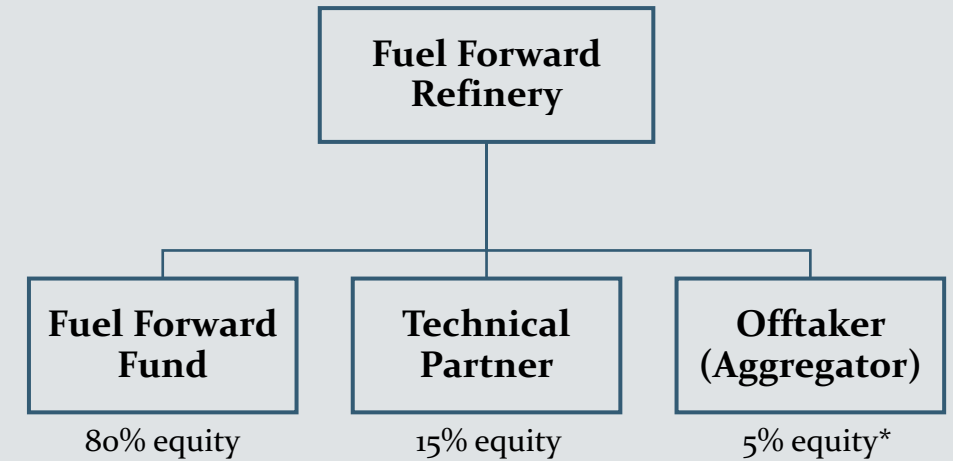 Fuel Forward
Refinery
Fuel Forward
Fund
Technical
Partner
Offtaker
(Aggregator)
80% equity
15% equity
5% equity*